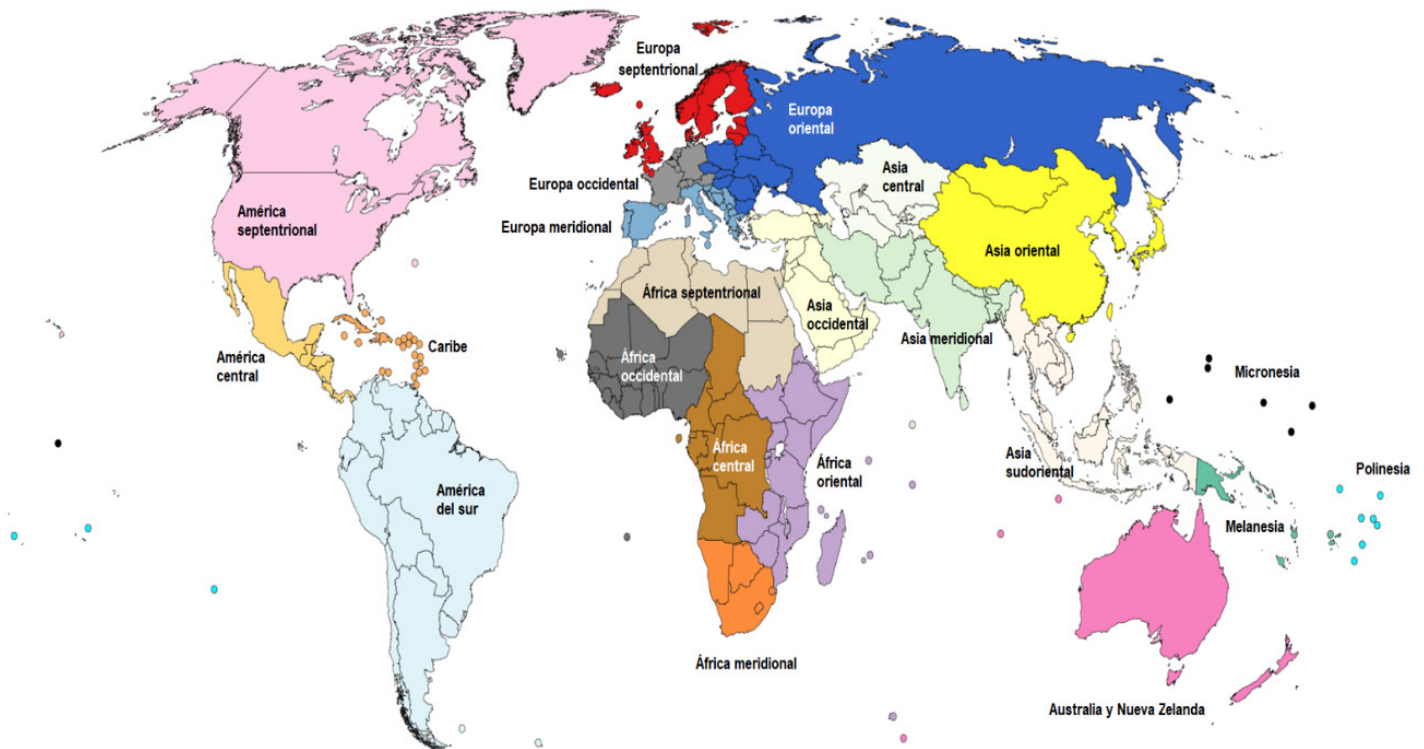 Europa
septentrional
Europa
oriental
Europa occidental
Asia
central
América
septentrional
Europa meridional
Asia oriental
África septentrional
Asia
occidental
Asia meridional
América
central
Caribe
África
occidental
Micronesia
África
central
África
oriental
Asia
sudoriental
Polinesia
América
del sur
Melanesia
África meridional
Australia y Nueva Zelanda